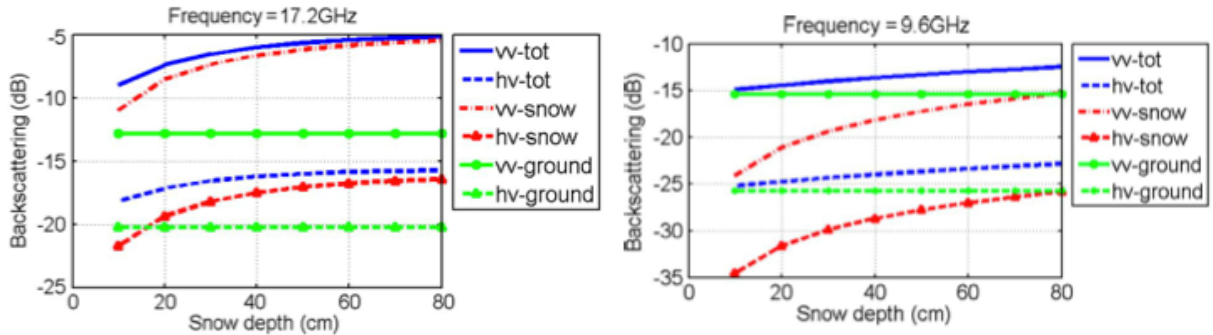 Frequency = 17.2GHz
-5
-10
-15
-20
-25
0
20
40
60
80
Backscattering (dB)
Snow depth (cm)
vv-tot
hv-tot
vv-snow
hv-snow
vv-ground
hv-ground
Frequency = 9.6GHz
-10
-15
-20
-25
-30
-35
0
20
40
60
80
Backscattering (dB)
Snow depth (cm)
vv-tot
hv-tot
vv-snow
hv-snow
vv-ground
hv-ground